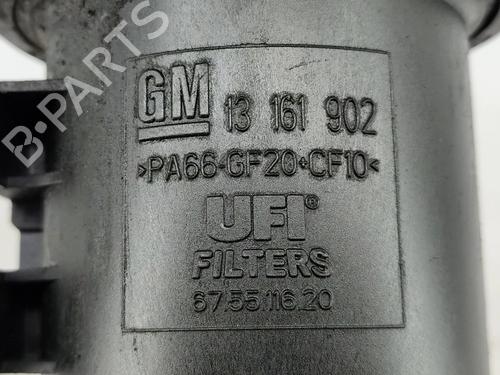 B-PARTS
GM 13 161 902
>PA66-GF20+CF10<
UFI®
FILTERS
67.55.116.20